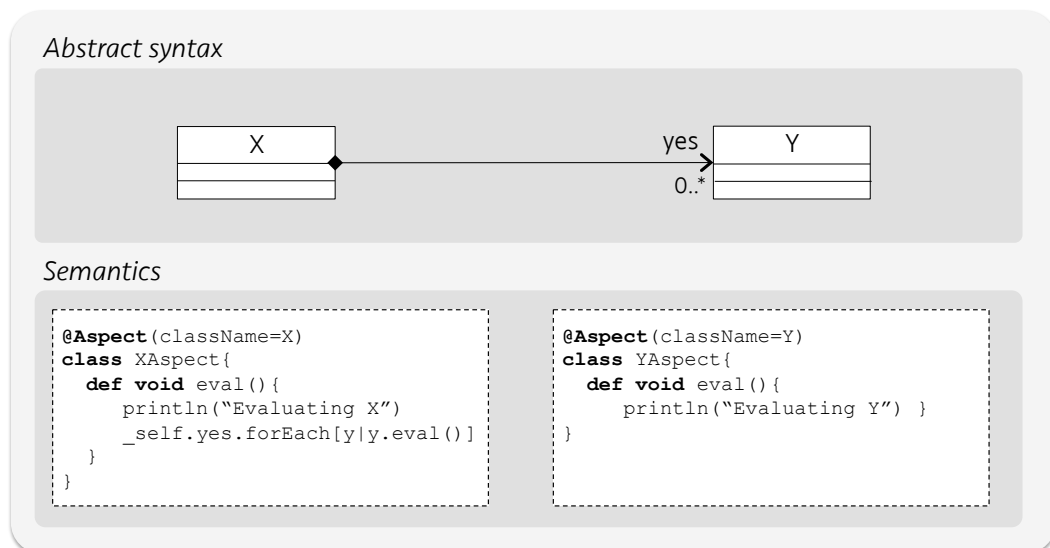 Abstract syntax
X
yes
Y
0..*
Semantics
@Aspect(className=X)
class XAspect{
def void eval(){
println(“Evaluating X”)
_self.yes.forEach[y|y.eval()]
}
}
@Aspect(className=Y)
class YAspect{
def void eval(){
println(“Evaluating Y”) }
}